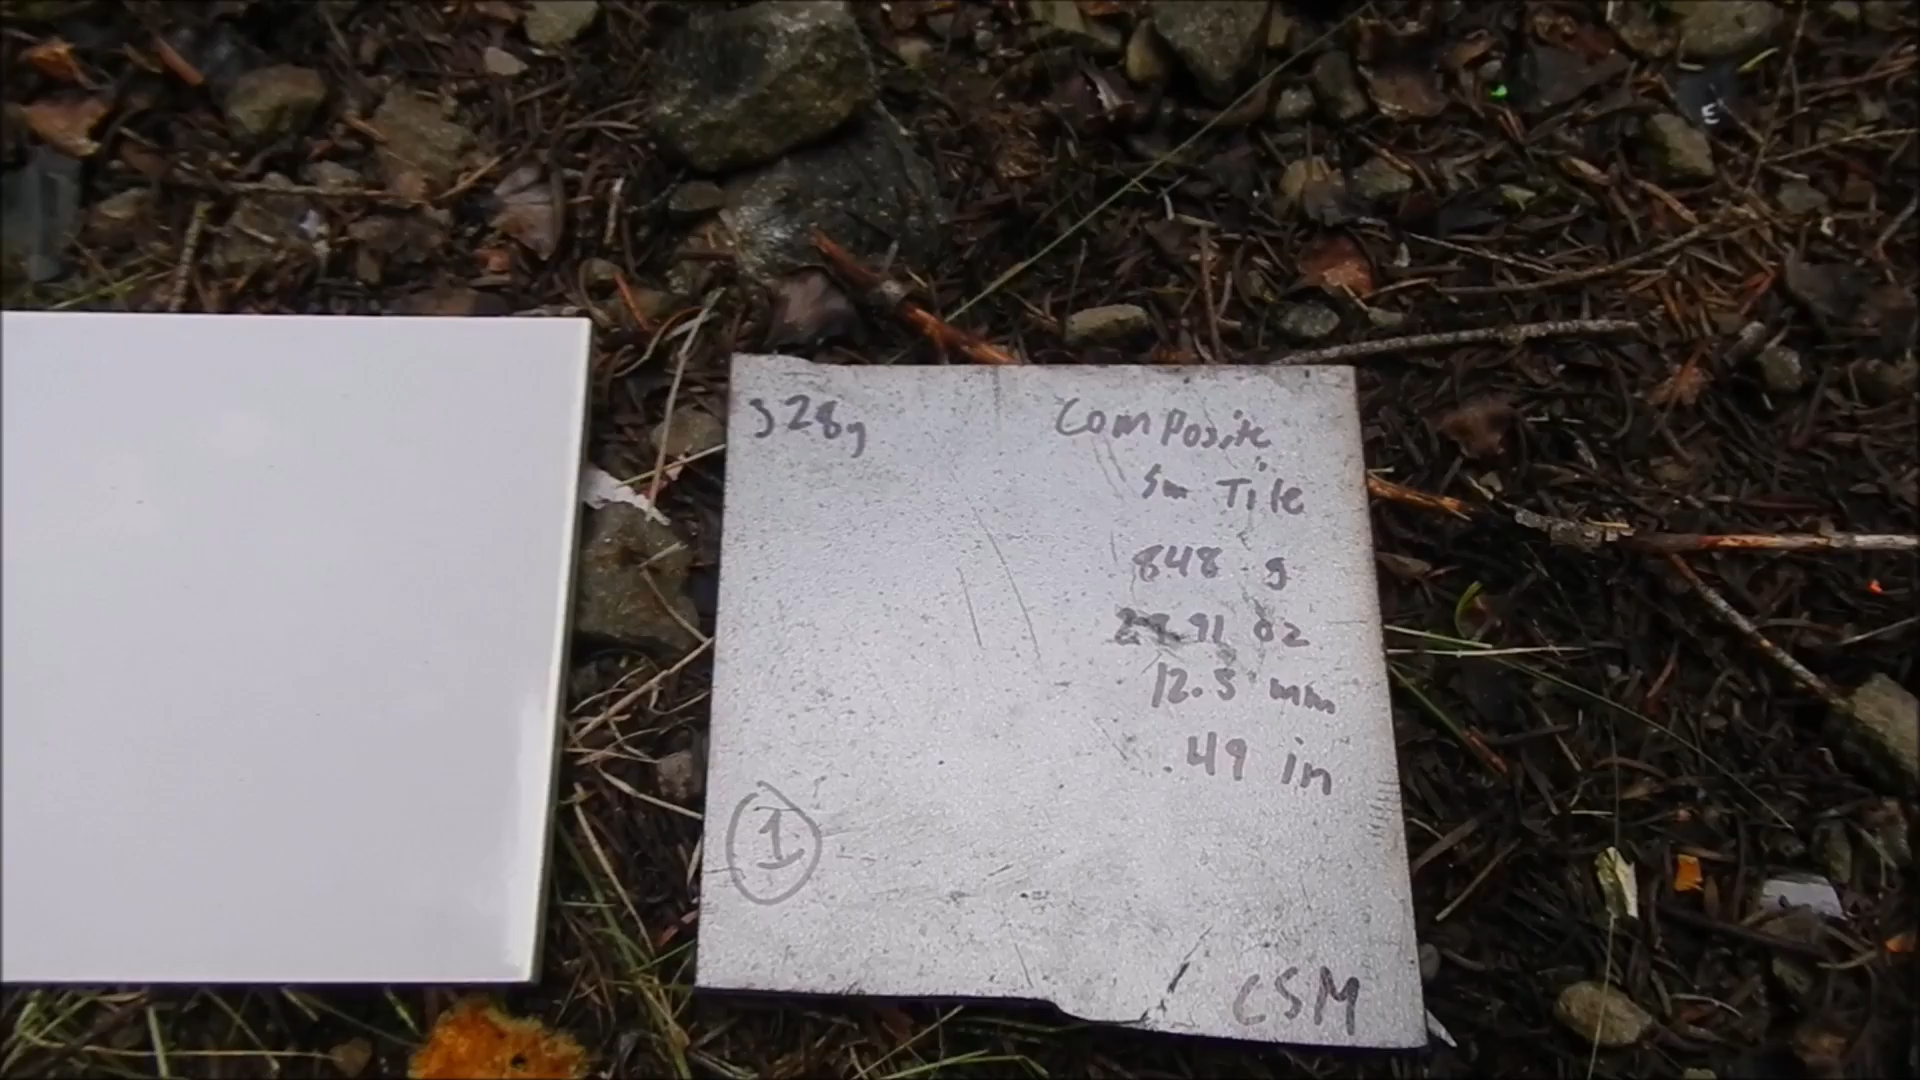 328g
Composite
Sm Tile
848 g
29.91 oz
12.5 mm
.49 in
1
CSM
E